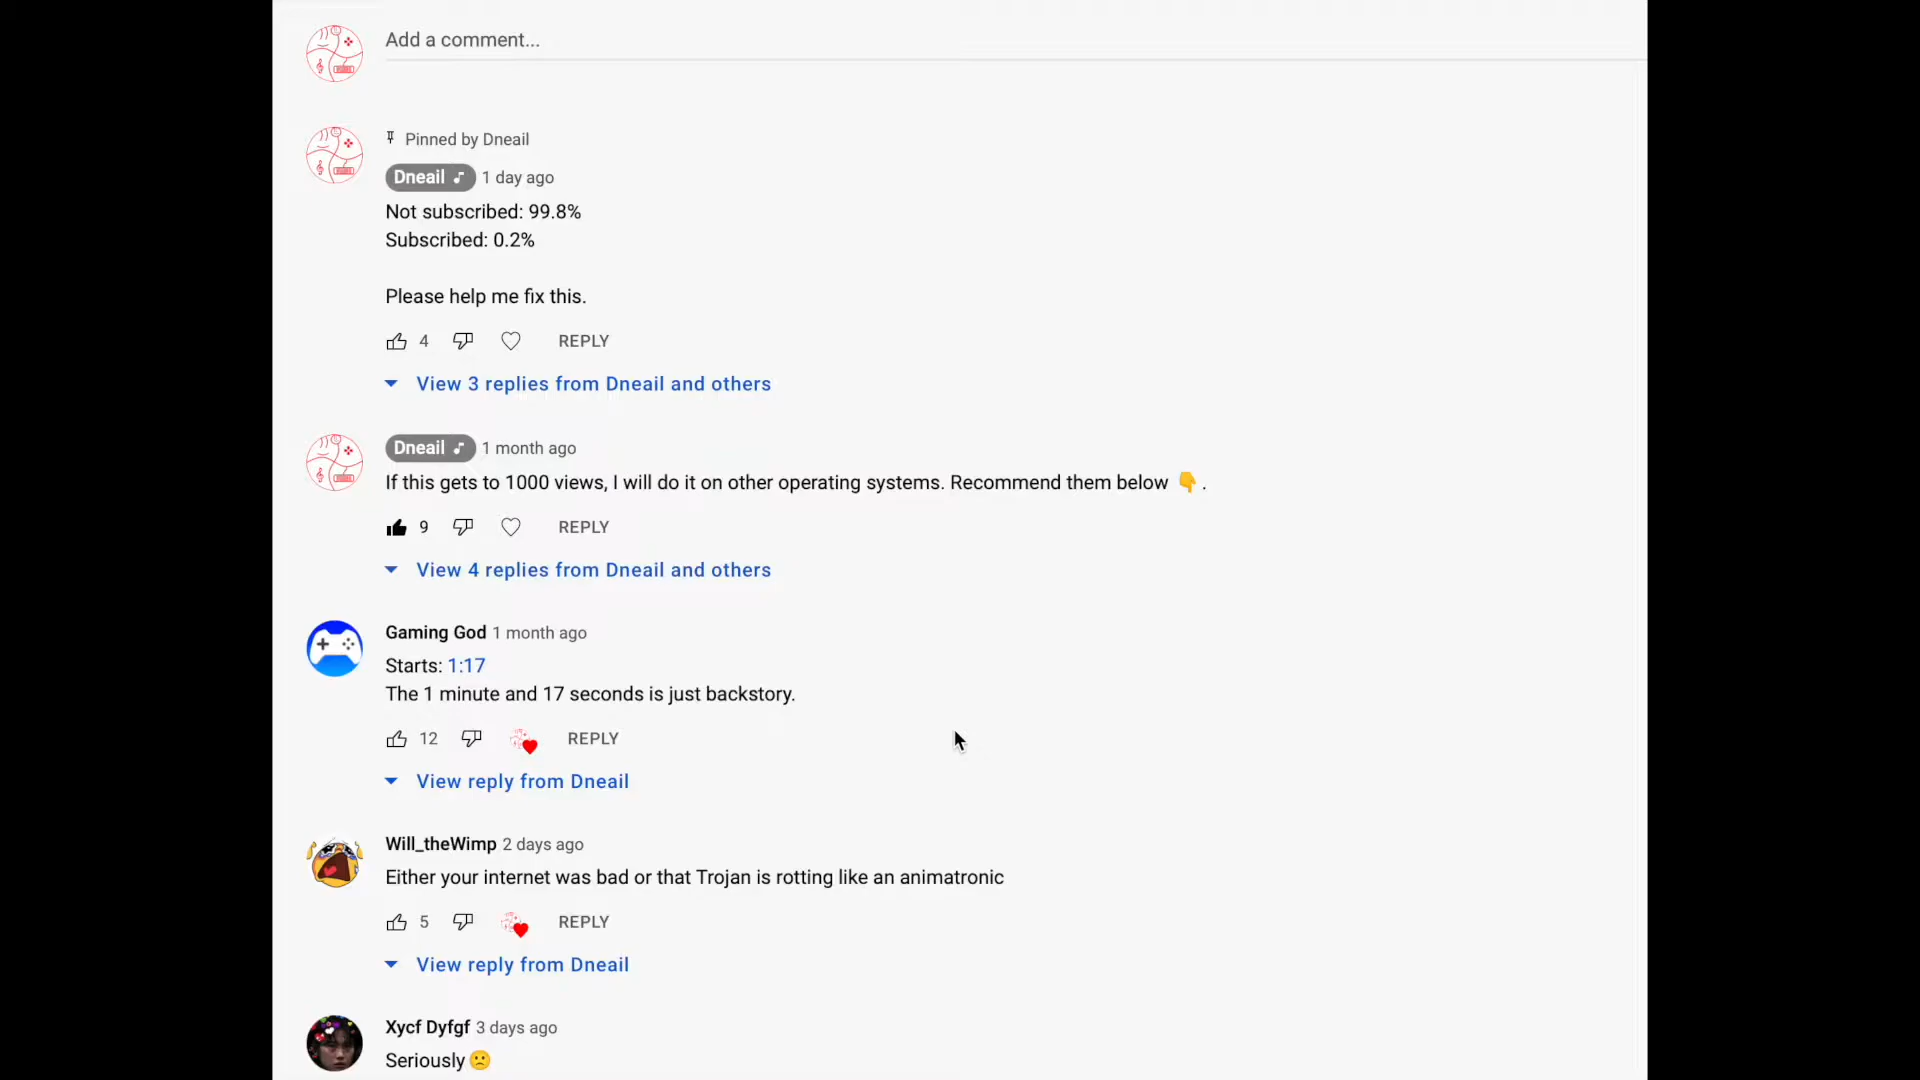 Add a comment...
Pinned by Dneail
Dneail 1 day ago
Not subscribed: 99.8%
Subscribed: 0.2%
Please help me fix this.
4 REPLY
View 3 replies from Dneail and others
Dneail 1 month ago
If this gets to 1000 views, I will do it on other operating systems. Recommend them below 👇 .
9 REPLY
View 4 replies from Dneail and others
Gaming God 1 month ago
Starts: 1:17
The 1 minute and 17 seconds is just backstory.
12 REPLY
View reply from Dneail
Will_theWimp 2 days ago
Either your internet was bad or that Trojan is rotting like an animatronic
5 REPLY
View reply from Dneail
Xycf Dyfgf 3 days ago
Seriously 🙁